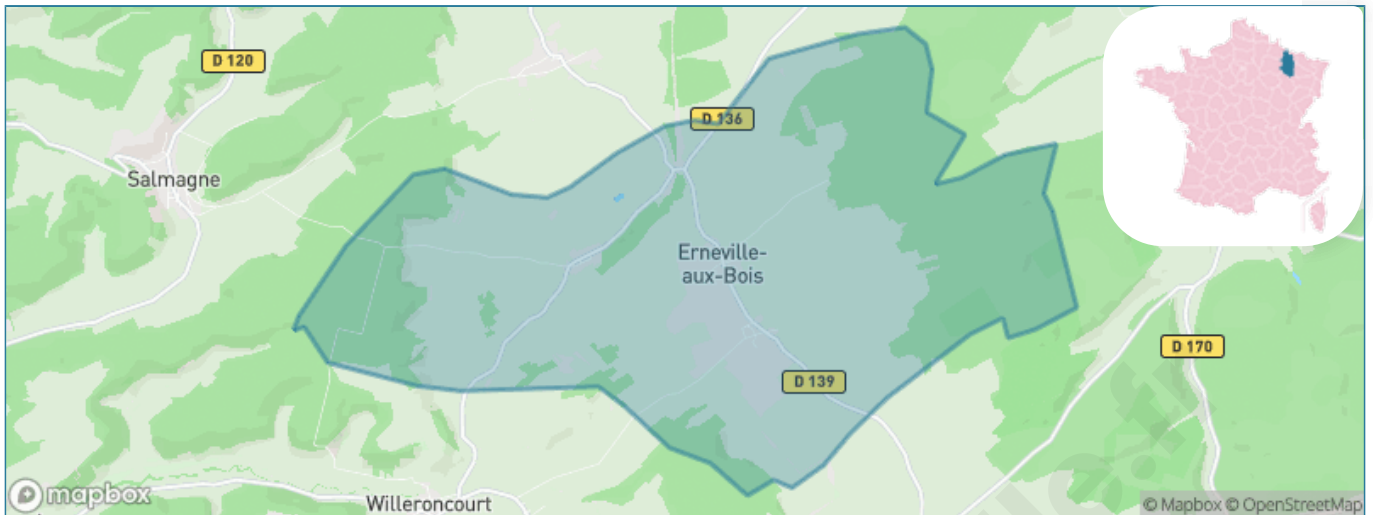 D 120
D 136
Salmagne
Erneville-
aux-Bois
D 170
D 139
Willeroncourt
mapbox
© Mapbox © OpenStreetMap